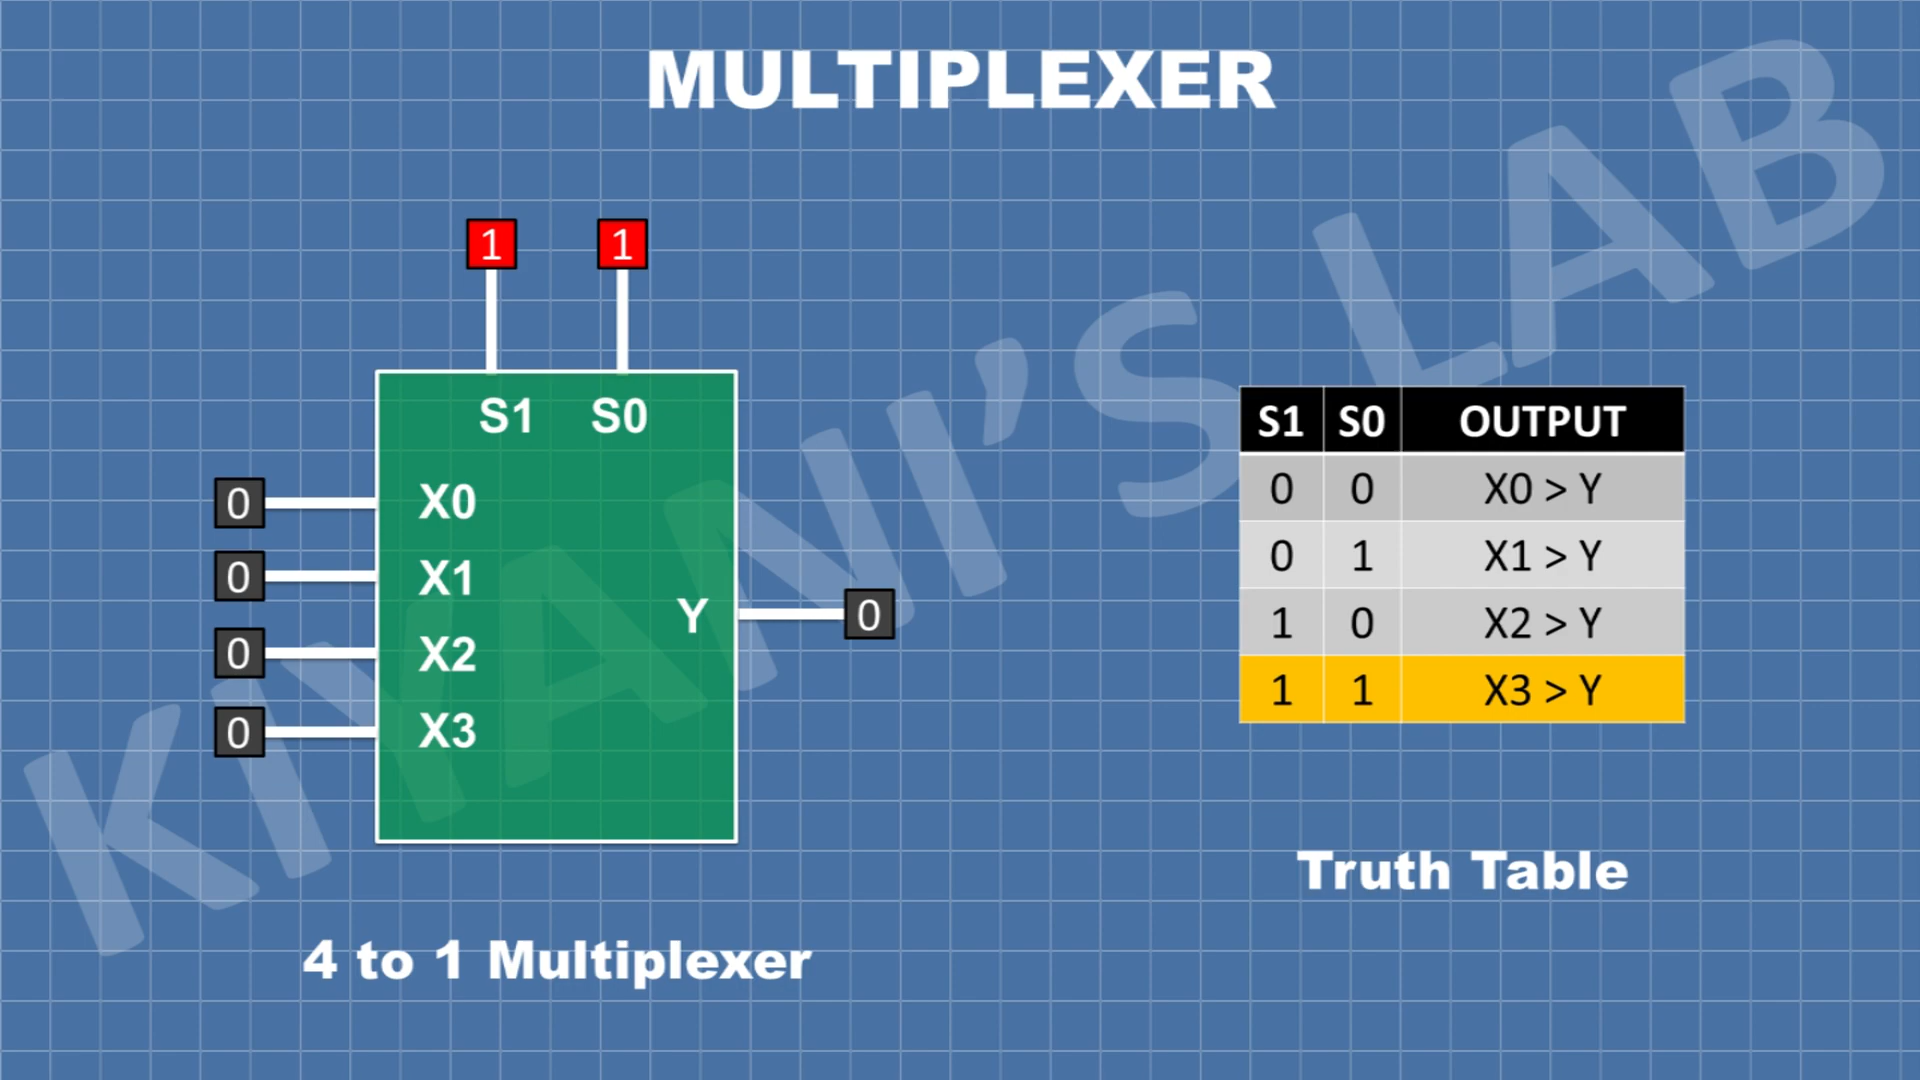 MULTIPLEXER
1 1
S1 S0
0 X0
0 X1
0 X2
0 X3
Y 0
4 to 1 Multiplexer
S1 S0 OUTPUT
0 0 X0 > Y
0 1 X1 > Y
1 0 X2 > Y
1 1 X3 > Y
Truth Table
KIYANI'S LAB